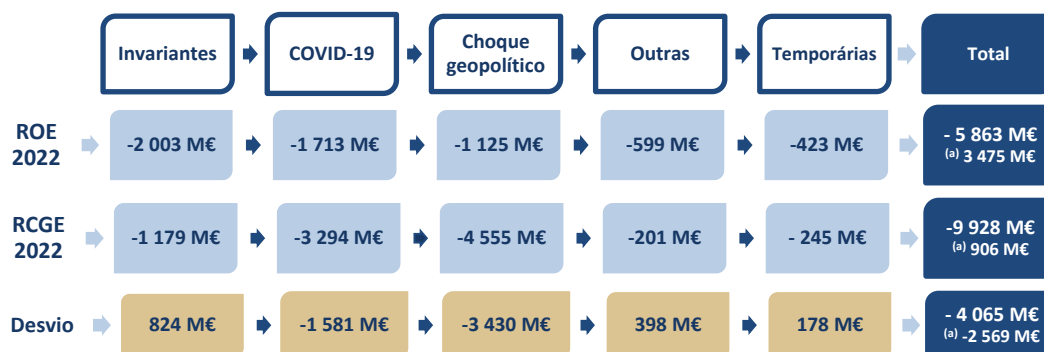 Invariantes
COVID-19
Choque
geopolítico
Outras
Temporárias
Total
ROE
2022
-2 003 M€
-1 713 M€
-1 125 M€
-599 M€
-423 M€
- 5 863 M€
(a) 3 475 M€
RCGE
2022
-1 179 M€
-3 294 M€
-4 555 M€
-201 M€
- 245 M€
-9 928 M€
(a) 906 M€
Desvio
824 M€
-1 581 M€
-3 430 M€
398 M€
178 M€
- 4 065 M€
(a) -2 569 M€